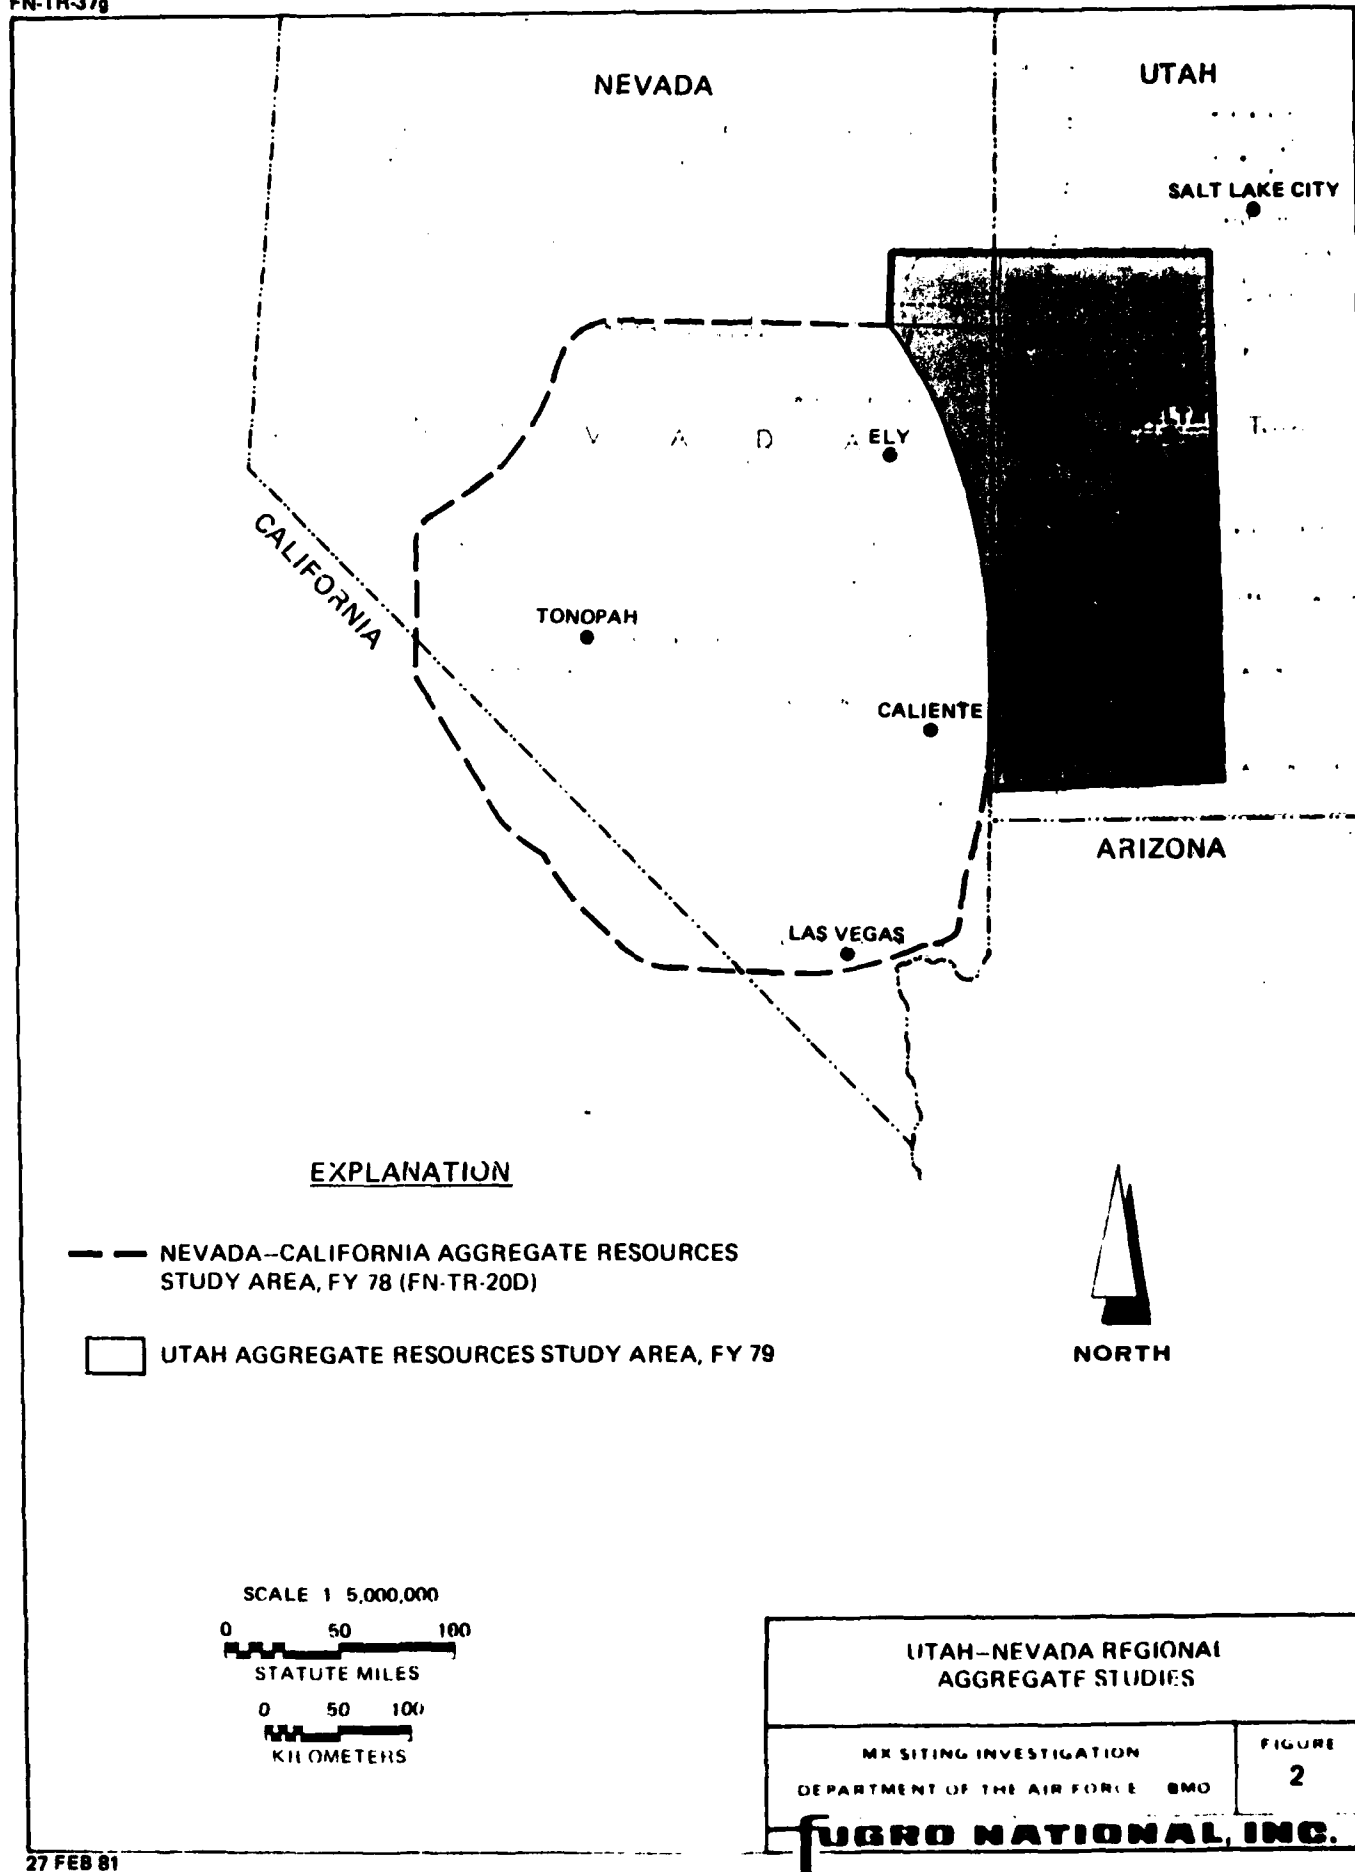 FN-TR-37g
NEVADA
UTAH
SALT LAKE CITY
V A D A
ELY
CALIFORNIA
TONOPAH
CALIENTE
ARIZONA
LAS VEGAS
EXPLANATION
NEVADA–CALIFORNIA AGGREGATE RESOURCES
STUDY AREA, FY 78 (FN-TR-20D)
UTAH AGGREGATE RESOURCES STUDY AREA, FY 79
NORTH
SCALE 1 5,000,000
0 50 100
STATUTE MILES
0 50 100
KILOMETERS
UTAH–NEVADA REGIONAL
AGGREGATE STUDIES
MX SITING INVESTIGATION
DEPARTMENT OF THE AIR FORCE BMO
FIGURE
2
FUGRO NATIONAL, INC.
27 FEB 81